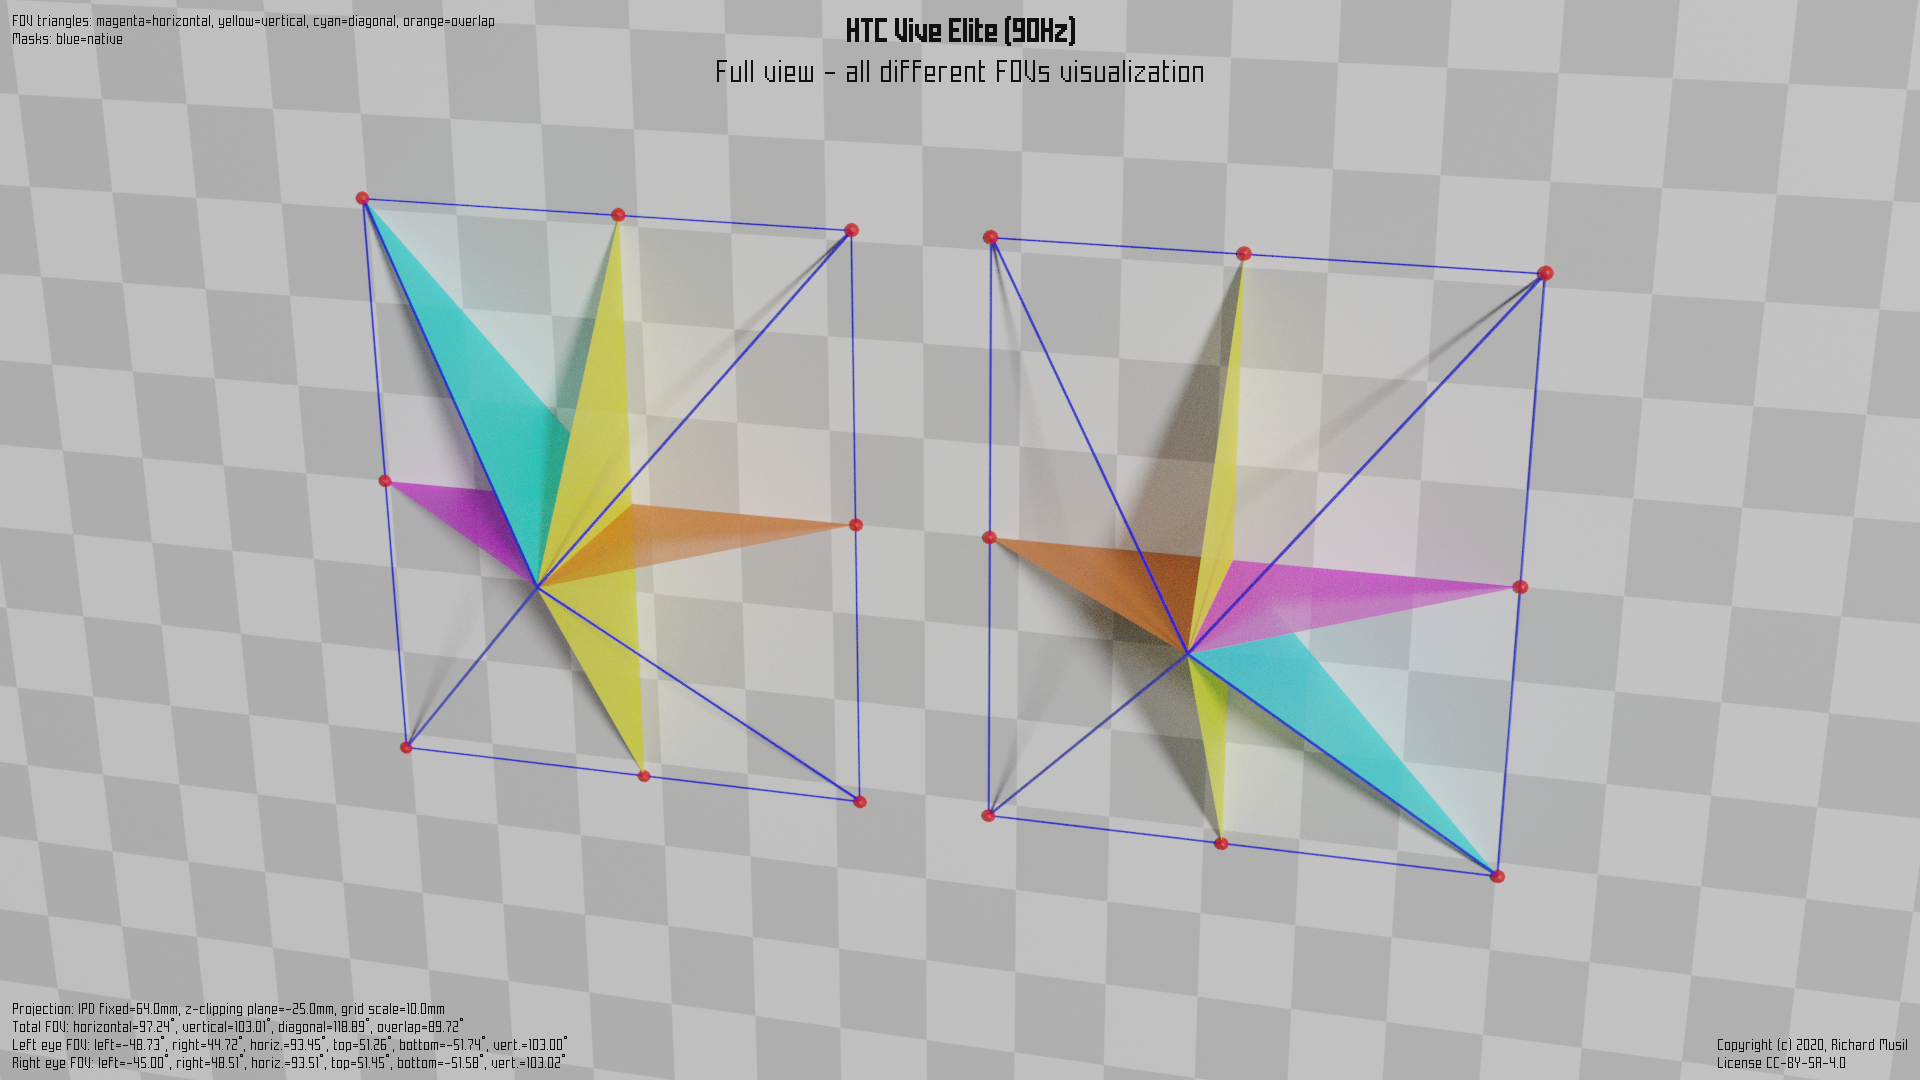 FOV triangles: magenta=horizontal, yellow=vertical, cyan=diagonal, orange=overlap
Masks: blue=native
HTC Vive Elite (90Hz)
Full view - all different FOVs visualization
Projection: IPD fixed=64.0mm, z-clipping plane=-25.0mm, grid scale=10.0mm
Total FOV: horizontal=97.24°, vertical=103.01°, diagonal=118.89°, overlap=89.72°
Left eye FOV: left=-48.73°, right=44.72°, horiz.=93.45°, top=51.26°, bottom=-51.74°, vert.=103.00°
Right eye FOV: left=-45.00°, right=48.51°, horiz.=93.51°, top=51.45°, bottom=-51.58°, vert.=103.02°
Copyright (c) 2020, Richard Musil
License CC-BY-SA-4.0